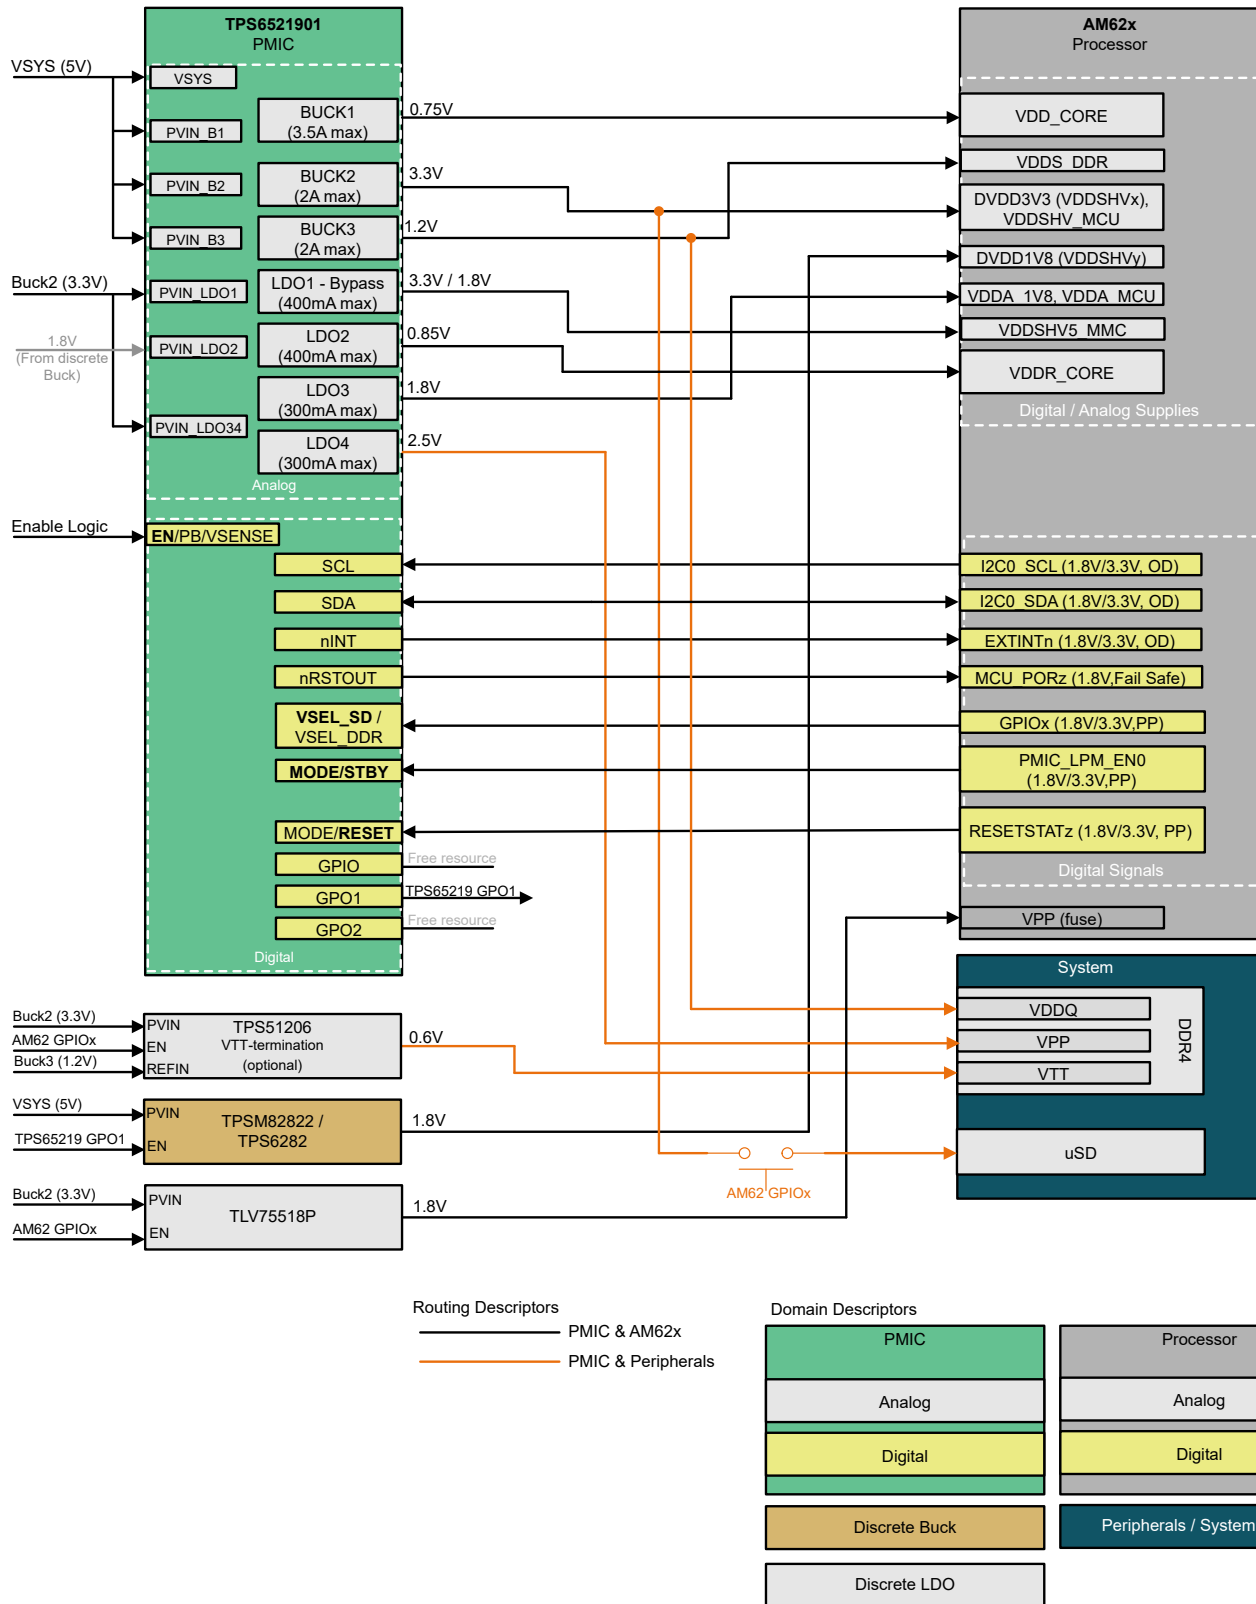 TPS6521901
PMIC
VSYS (5V)
VSYS
PVIN_B1
PVIN_B2
PVIN_B3
Buck2 (3.3V)
PVIN_LDO1
1.8V
(From discrete
Buck)
PVIN_LDO2
PVIN_LDO34
BUCK1
(3.5A max)
0.75V
BUCK2
(2A max)
3.3V
BUCK3
(2A max)
1.2V
LDO1 - Bypass
(400mA max)
3.3V / 1.8V
LDO2
(400mA max)
0.85V
LDO3
(300mA max)
1.8V
LDO4
(300mA max)
2.5V
Analog
Enable Logic
EN/PB/VSENSE
SCL
SDA
nINT
nRSTOUT
VSEL_SD /
VSEL_DDR
MODE/STBY
MODE/RESET
GPIO
Free resource
GPO1
TPS65219 GPO1
GPO2
Free resource
Digital
AM62x
Processor
VDD_CORE
VDDS_DDR
DVDD3V3 (VDDSHVx),
VDDSHV_MCU
DVDD1V8 (VDDSHVy)
VDDA_1V8, VDDA_MCU
VDDSHV5_MMC
VDDR_CORE
Digital / Analog Supplies
I2C0_SCL (1.8V/3.3V, OD)
I2C0_SDA (1.8V/3.3V, OD)
EXTINTn (1.8V/3.3V, OD)
MCU_PORz (1.8V,Fail Safe)
GPIOx (1.8V/3.3V,PP)
PMIC_LPM_EN0
(1.8V/3.3V,PP)
RESETSTATz (1.8V/3.3V, PP)
Digital Signals
VPP (fuse)
System
VDDQ
VPP
VTT
DDR4
uSD
AM62 GPIOx
Buck2 (3.3V)
AM62 GPIOx
Buck3 (1.2V)
PVIN
EN
REFIN
TPS51206
VTT-termination
(optional)
0.6V
VSYS (5V)
TPS65219 GPO1
PVIN
EN
TPSM82822 /
TPS6282
1.8V
Buck2 (3.3V)
AM62 GPIOx
PVIN
EN
TLV75518P
1.8V
Routing Descriptors
PMIC & AM62x
PMIC & Peripherals
Domain Descriptors
PMIC
Analog
Digital
Discrete Buck
Discrete LDO
Processor
Analog
Digital
Peripherals / System